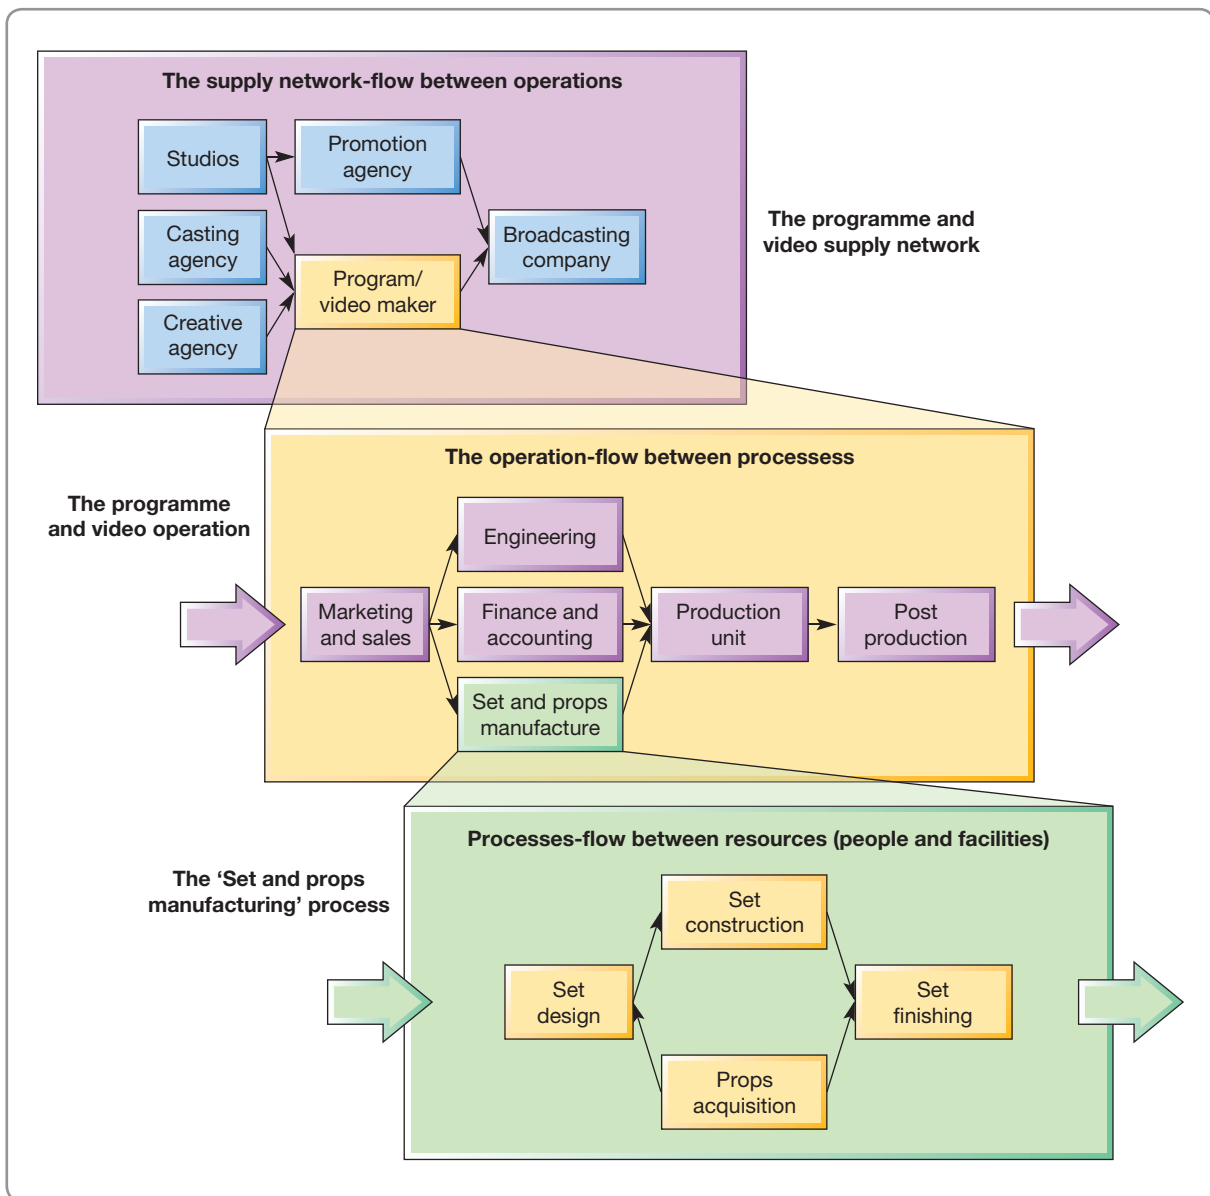 The supply network-flow between operations
Studios
Promotion
agency
Casting
agency
Broadcasting
company
Program/
video maker
Creative
agency
The programme and
video supply network
The operation-flow between processess
The programme
and video operation
Engineering
Marketing
and sales
Finance and
accounting
Production
unit
Post
production
Set and props
manufacture
Processes-flow between resources (people and facilities)
The ‘Set and props
manufacturing’ process
Set
construction
Set
design
Set
finishing
Props
acquisition